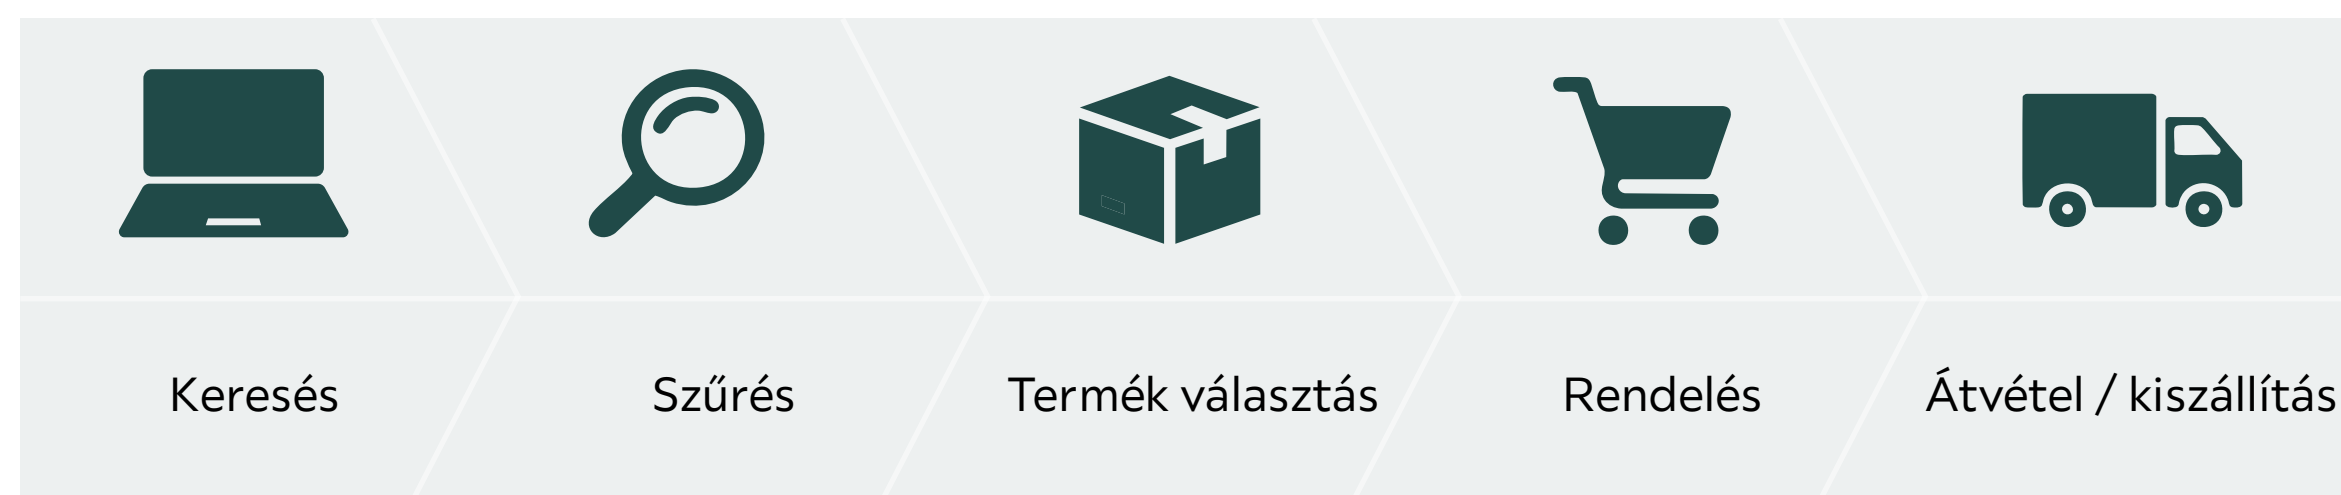 Keresés
Szűrés
Termék választás
Rendelés
Átvétel / kiszállítás